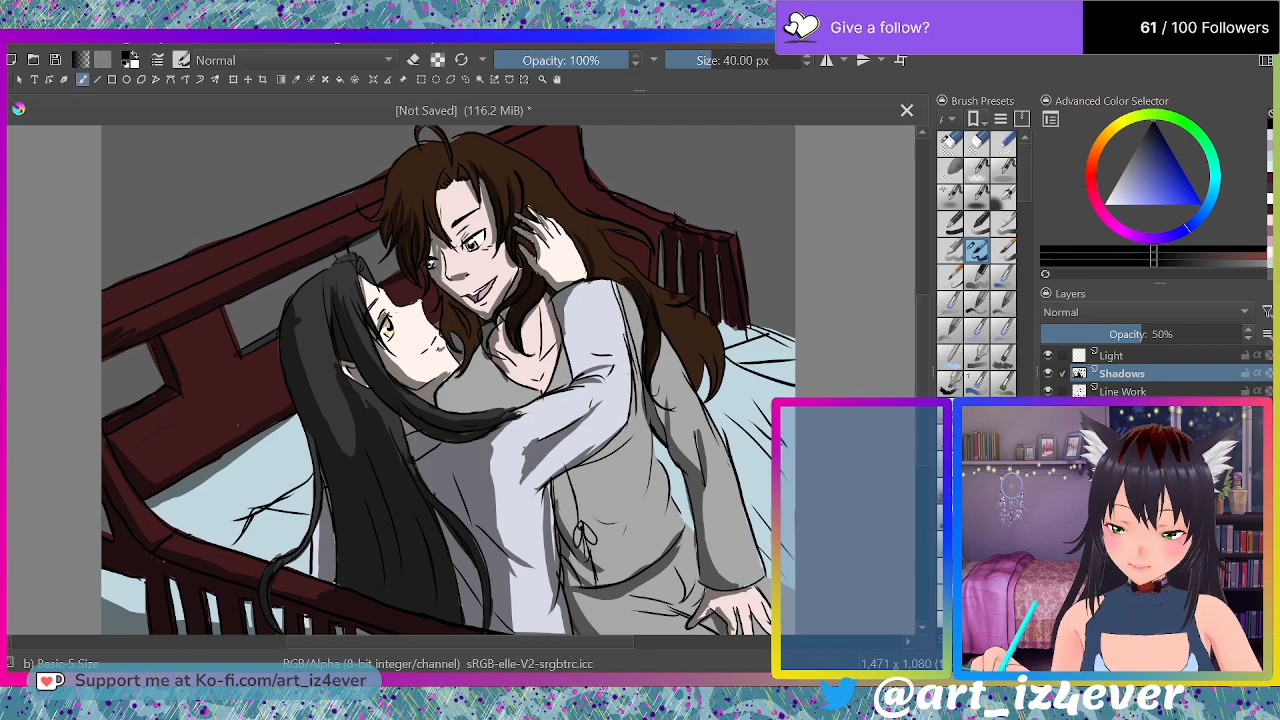 Give a follow?
61 / 100 Followers
Normal
Opacity: 100%
Size: 40.00 px
[Not Saved] (116.2 MiB) *
Brush Presets
Advanced Color Selector
Layers
Normal
Opacity: 50%
Light
Shadows
Line Work
b) Basic-5 Size
RGB/Alpha (8-bit integer/channel) sRGB-elle-V2-srgbtrc.icc
1,471 x 1,080 (1
Support me at Ko-fi.com/art_iz4ever
@art_iz4ever